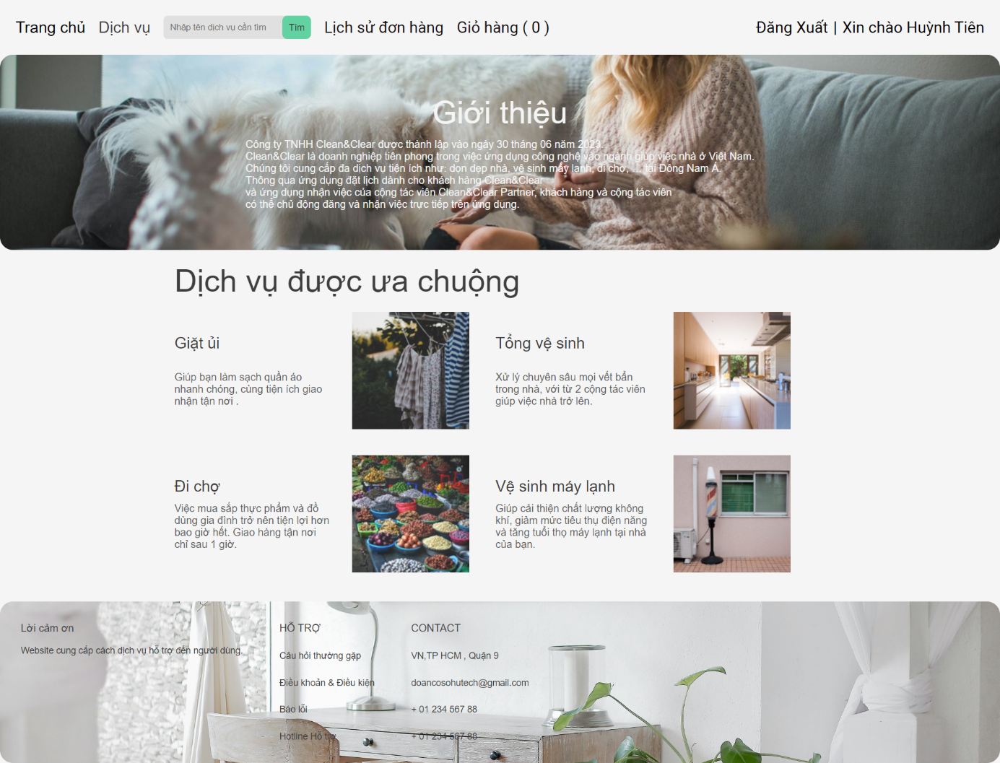 Trang chủ Dịch vụ Nhập tên dịch vụ cần tìm Tìm Lịch sử đơn hàng Giỏ hàng ( 0 ) Đăng Xuất | Xin chào Huỳnh Tiên
Giới thiệu
Công ty TNHH Clean&Clear được thành lập vào ngày 30 tháng 06 năm 2023.
Clean&Clear là doanh nghiệp tiên phong trong việc ứng dụng công nghệ vào ngành giúp việc nhà ở Việt Nam.
Chúng tôi cung cấp đa dịch vụ tiện ích như: dọn dẹp nhà, vệ sinh máy lạnh, đi chợ, ... tại Đông Nam Á.
Thông qua ứng dụng đặt lịch dành cho khách hàng Clean&Clear
và ứng dụng nhận việc của cộng tác viên Clean&Clear Partner, khách hàng và cộng tác viên
có thể chủ động đăng và nhận việc trực tiếp trên ứng dụng.
Dịch vụ được ưa chuộng
Giặt ủi
Giúp bạn làm sạch quần áo
nhanh chóng, cùng tiện ích giao
nhận tận nơi .
Tổng vệ sinh
Xử lý chuyên sâu mọi vết bẩn
trong nhà, với từ 2 cộng tác viên
giúp việc nhà trở lên.
Đi chợ
Việc mua sắp thực phẩm và đồ
dùng gia đình trở nên tiện lợi hơn
bao giờ hết. Giao hàng tận nơi
chỉ sau 1 giờ.
Vệ sinh máy lạnh
Giúp cải thiện chất lượng không
khí, giảm mức tiêu thụ điện năng
và tăng tuổi thọ máy lạnh tại nhà
của bạn.
Lời cảm ơn
Website cung cấp cách dịch vụ hỗ trợ đến người dùng.
HỖ TRỢ
Câu hỏi thường gặp
Điều khoản & Điều kiện
Báo lỗi
Hotline Hỗ trợ
CONTACT
VN,TP HCM , Quận 9
doancosohutech@gmail.com
+ 01 234 567 88
+ 01 234 567 88